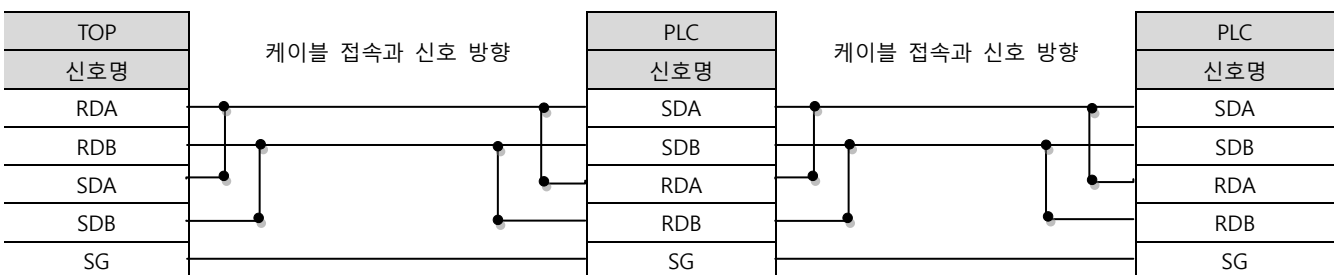 TOP 케이블 접속과 신호 방향 PLC 케이블 접속과 신호 방향 PLC
신호명 신호명 신호명
RDA SDA SDA
RDB SDB SDB
SDA RDA RDA
SDB RDB RDB
SG SG SG